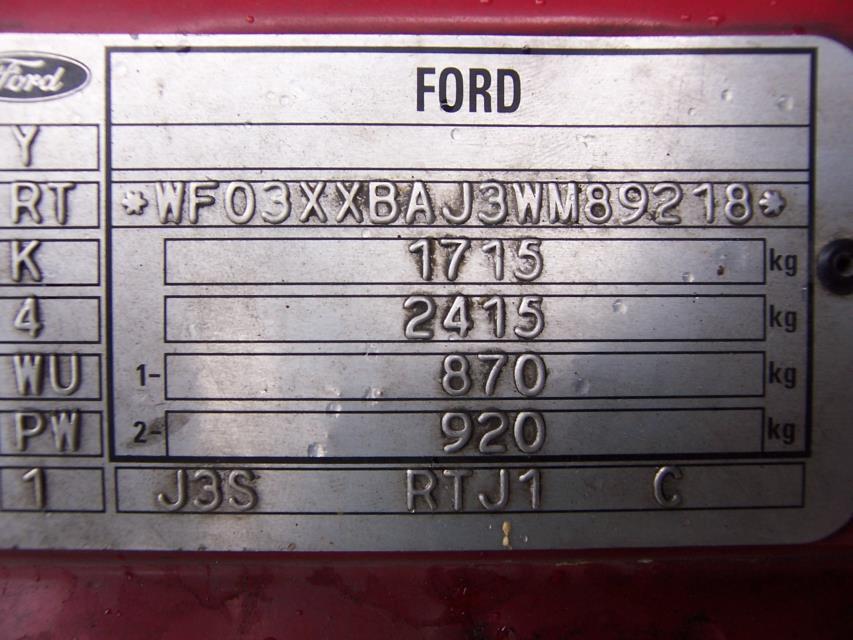 Ford
FORD
Y
RT *WF03XXBAJ3WM89218*
K 1715 kg
4 2415 kg
WU 1- 870 kg
PW 2- 920 kg
1 J3S RTJ1 C